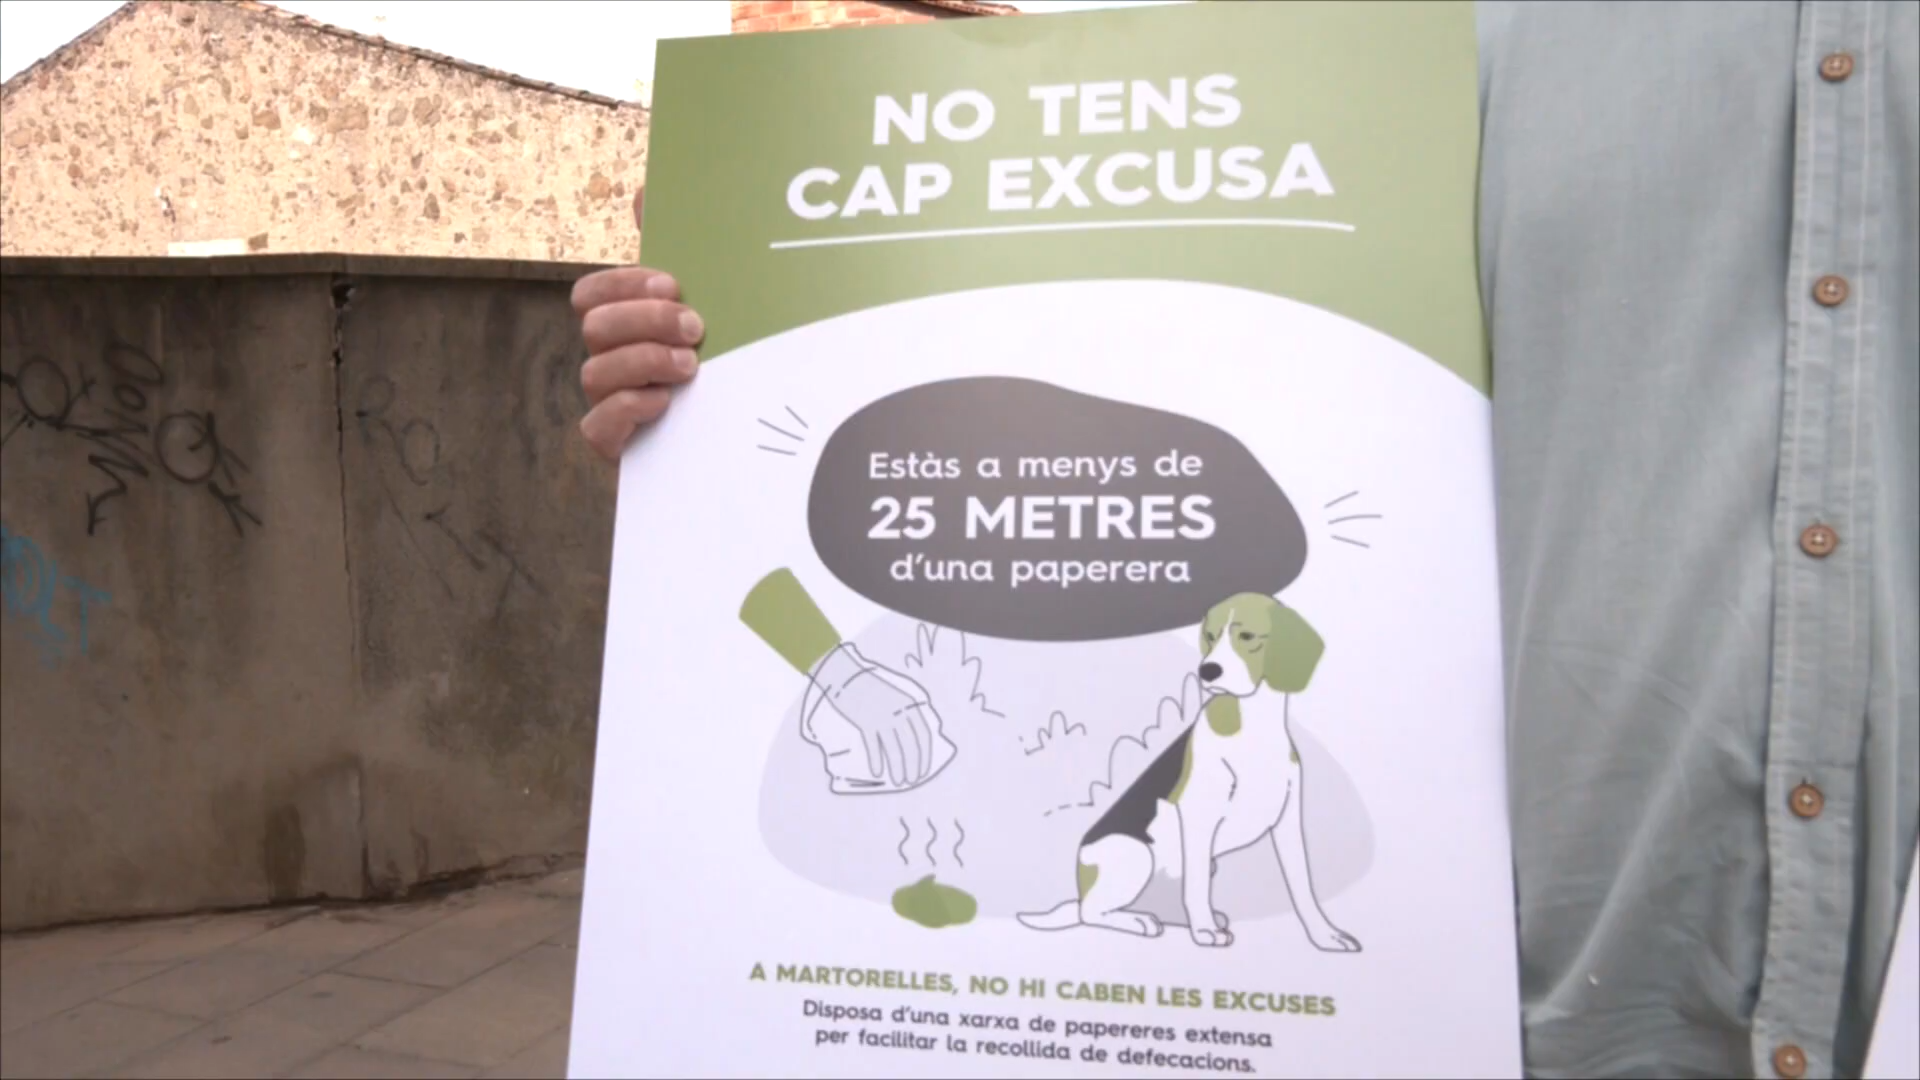 NO TENS
CAP EXCUSA
Estàs a menys de
25 METRES
d'una paperera
A MARTORELLES, NO HI CABEN LES EXCUSES
Disposa d'una xarxa de papereres extensa
per facilitar la recollida de defecacions.